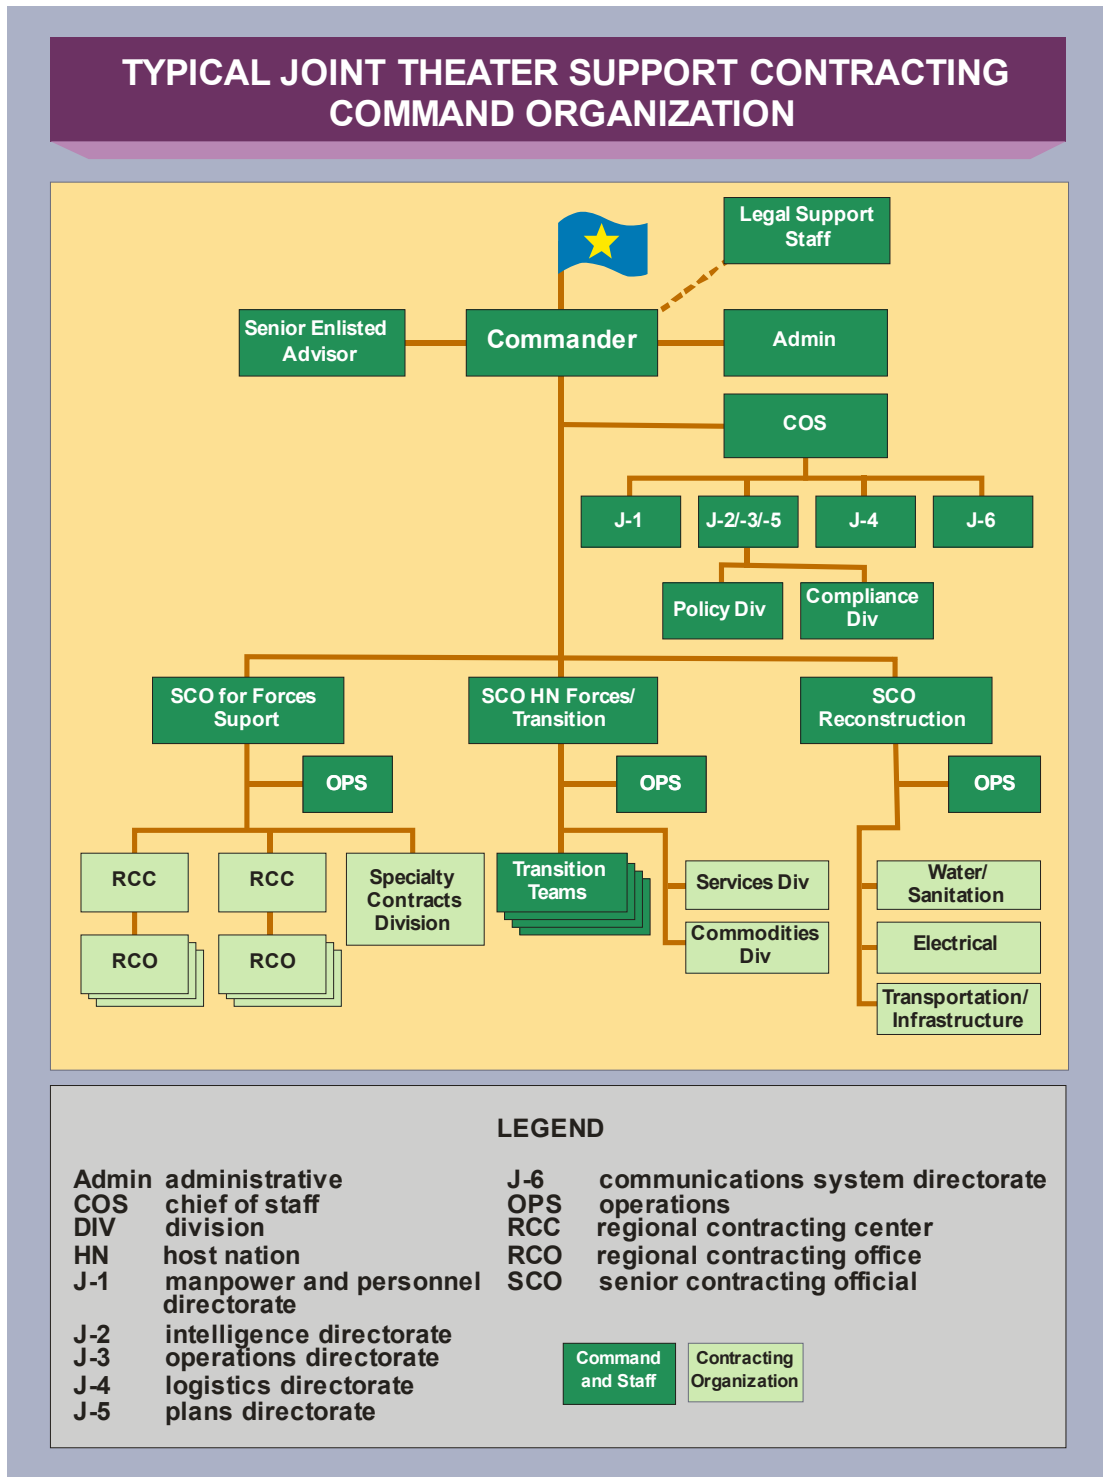 TYPICAL JOINT THEATER SUPPORT CONTRACTING
COMMAND ORGANIZATION
Legal Support
Staff
Senior Enlisted
Advisor
Commander
Admin
COS
J-1
J-2/-3/-5
J-4
J-6
Policy Div
Compliance
Div
SCO for Forces
Suport
SCO HN Forces/
Transition
SCO
Reconstruction
OPS
OPS
OPS
RCC
RCC
Specialty
Contracts
Division
Transition
Teams
Services Div
Water/
Sanitation
RCO
RCO
Commodities
Div
Electrical
Transportation/
Infrastructure
LEGEND
Admin administrative
COS chief of staff
DIV division
HN host nation
J-1 manpower and personnel
directorate
J-2 intelligence directorate
J-3 operations directorate
J-4 logistics directorate
J-5 plans directorate
J-6 communications system directorate
OPS operations
RCC regional contracting center
RCO regional contracting office
SCO senior contracting official
Command
and Staff
Contracting
Organization